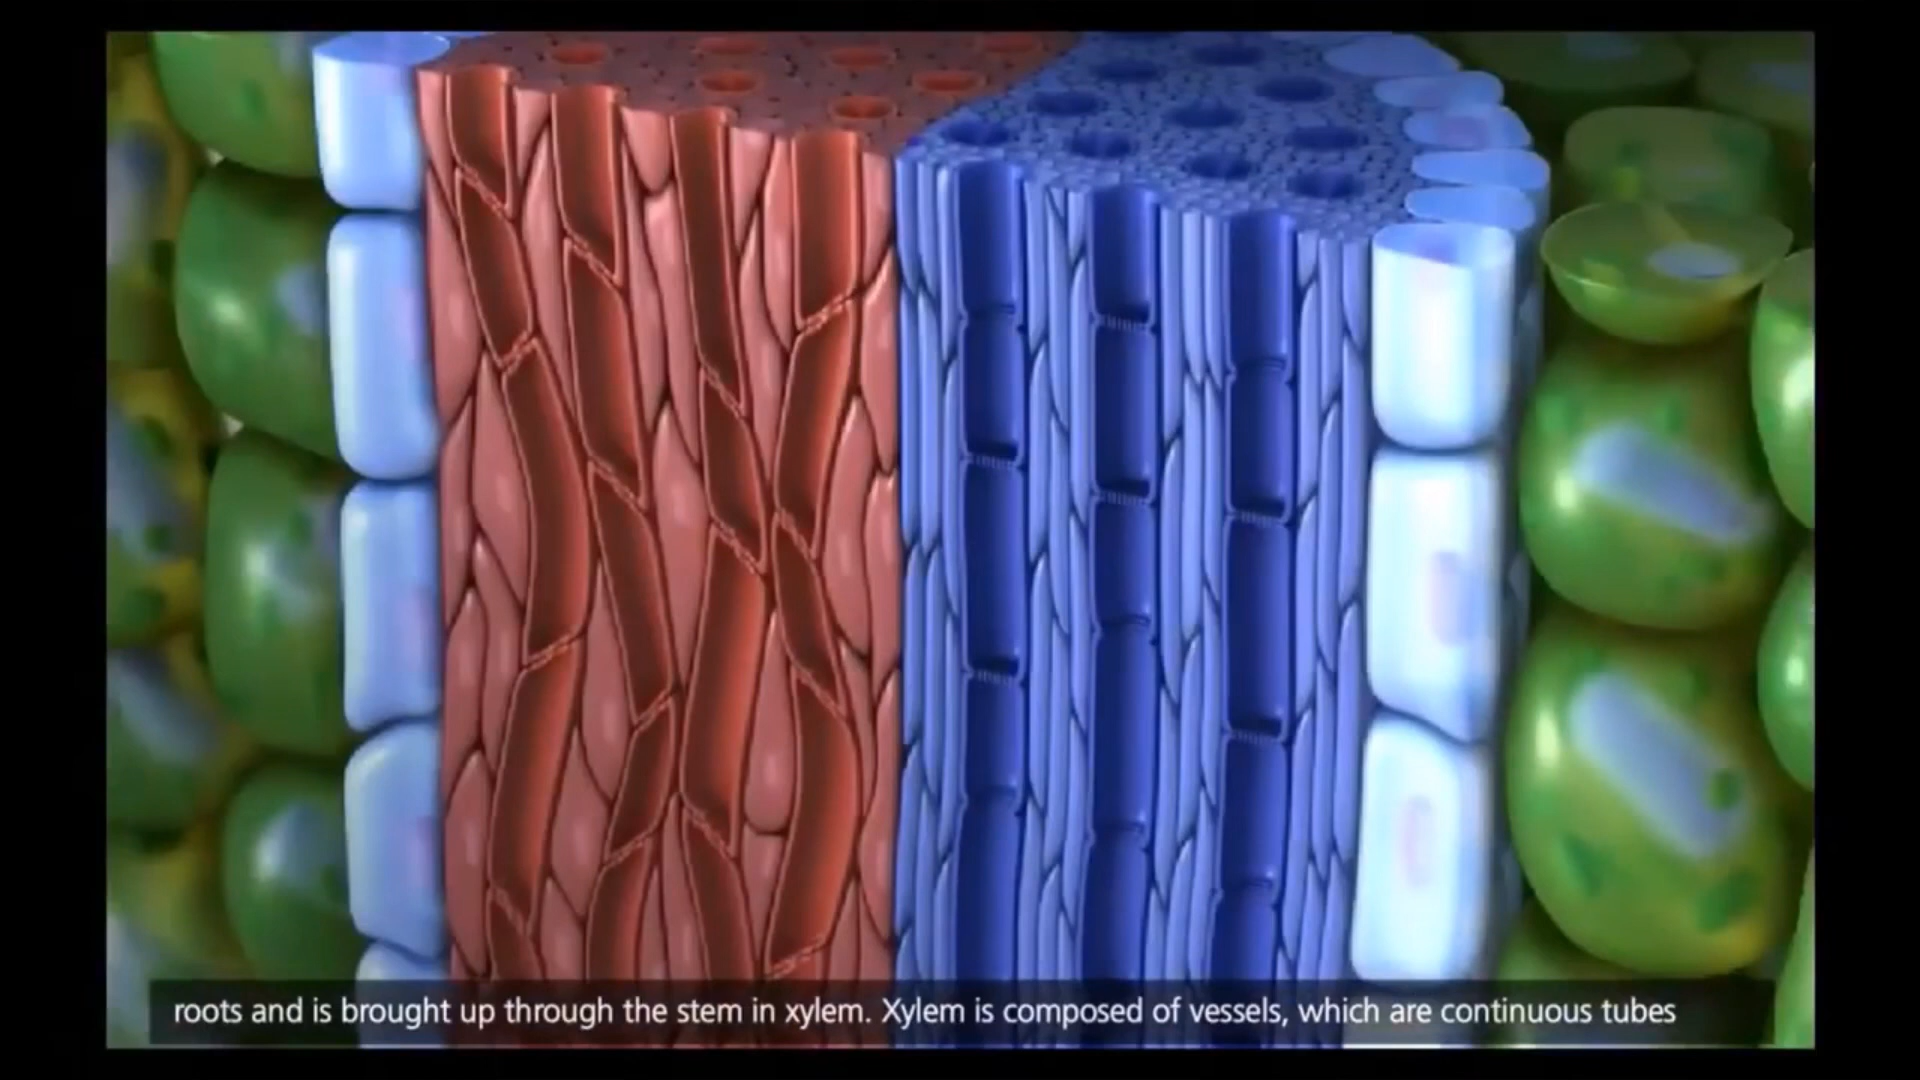 roots and is brought up through the stem in xylem. Xylem is composed of vessels, which are continuous tubes